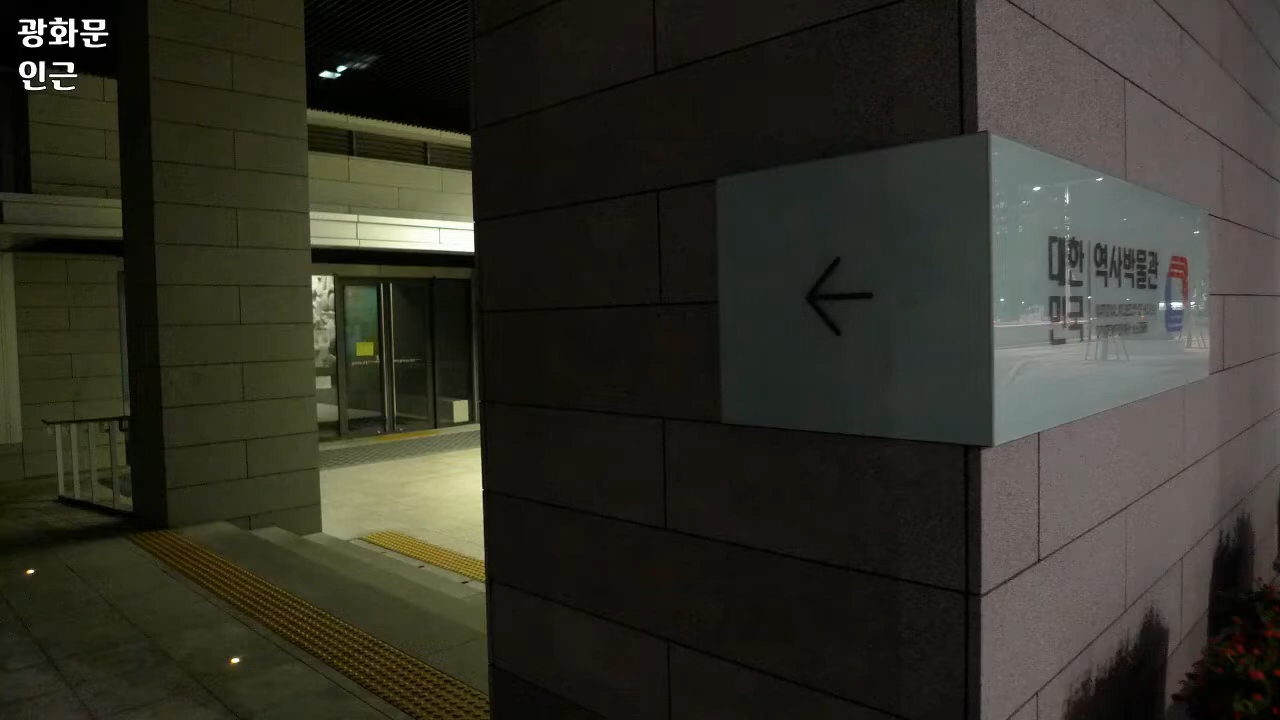 광화문
인근
대한 역사박물관
민국